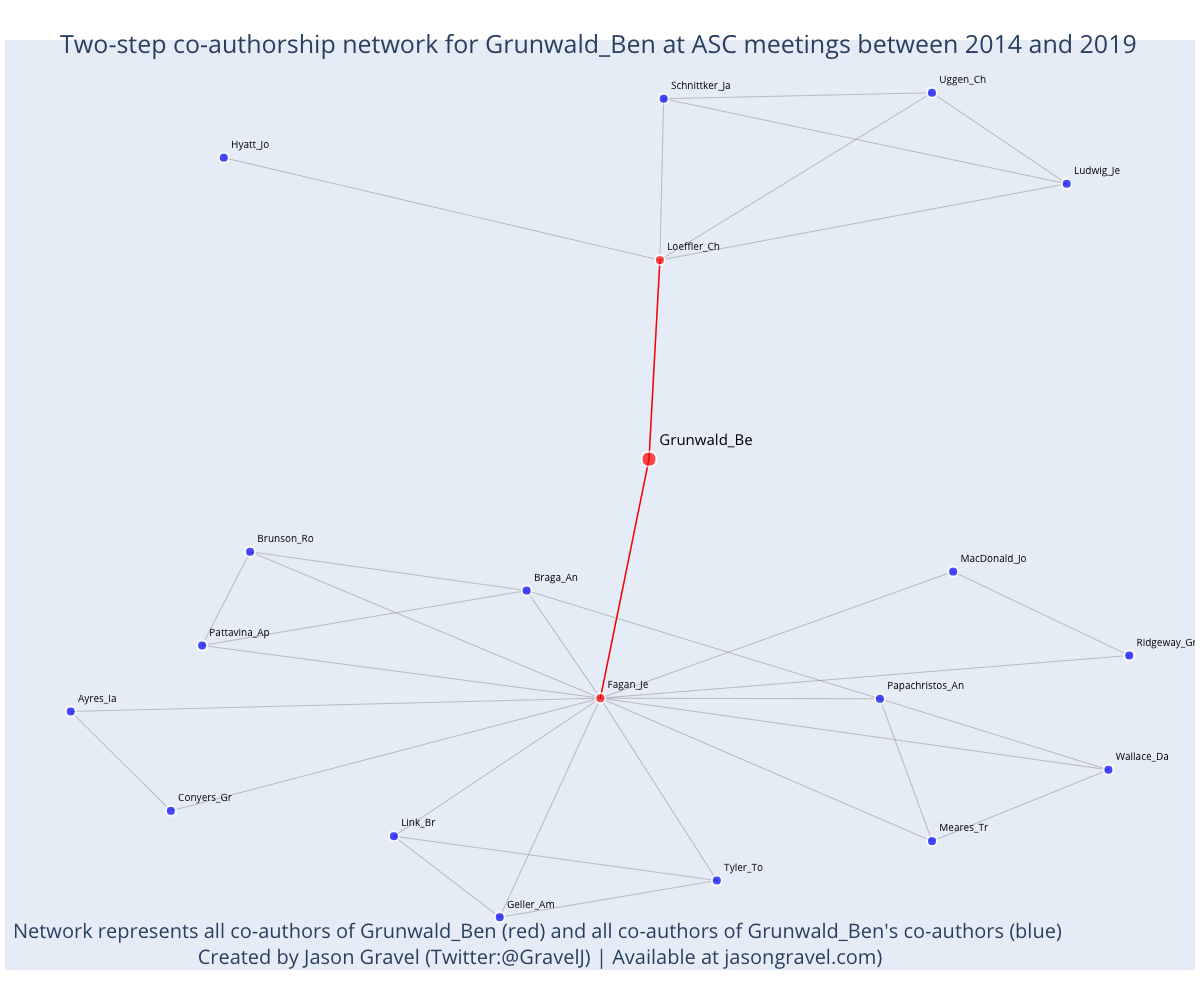 Two-step co-authorship network for Grunwald_Ben at ASC meetings between 2014 and 2019
Schnittker_Ja
Uggen_Ch
Hyatt_Jo
Ludwig_Je
Loeffler_Ch
Grunwald_Be
Brunson_Ro
Braga_An
MacDonald_Jo
Pattavina_Ap
Ridgeway_Gr
Fagan_Je
Papachristos_An
Ayres_Ia
Wallace_Da
Conyers_Gr
Link_Br
Meares_Tr
Tyler_To
Geller_Am
Network represents all co-authors of Grunwald_Ben (red) and all co-authors of Grunwald_Ben's co-authors (blue)
Created by Jason Gravel (Twitter:@GravelJ) | Available at jasongravel.com)